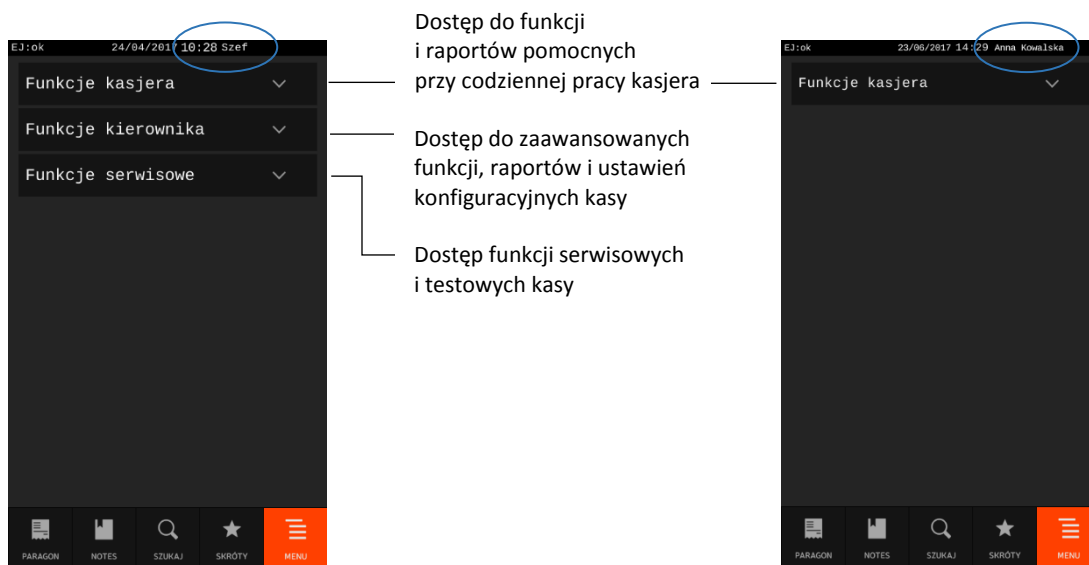 EJ:ok 24/04/2017 10:28 Szef
Funkcje kasjera
Funkcje kierownika
Funkcje serwisowe
PARAGON NOTES SZUKAJ SKRÓTY MENU
Dostęp do funkcji
i raportów pomocnych
przy codziennej pracy kasjera
Dostęp do zaawansowanych
funkcji, raportów i ustawień
konfiguracyjnych kasy
Dostęp funkcji serwisowych
i testowych kasy
EJ:ok 23/06/2017 14:29 Anna Kowalska
Funkcje kasjera
PARAGON NOTES SZUKAJ SKRÓTY MENU